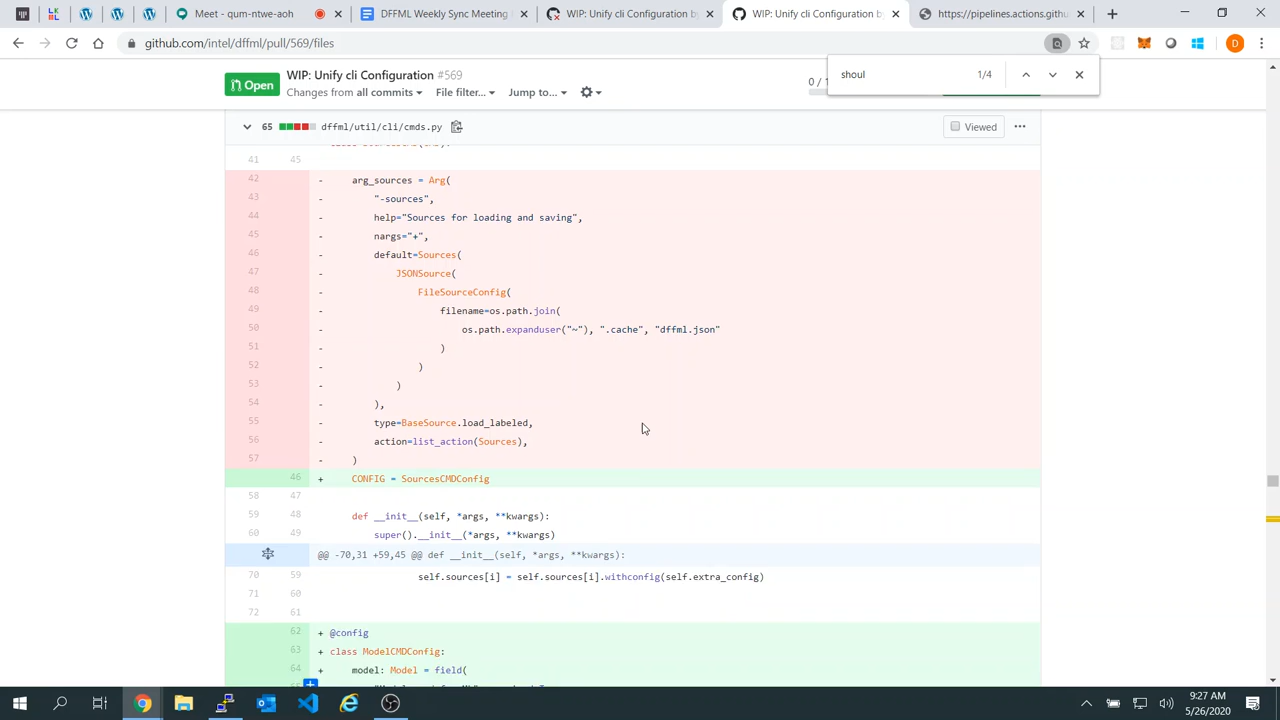 Meet - qum-ntwe-aoh
DFFML Weekly Sync Meeting
WIP: Unify cli Configuration by
WIP: Unify cli Configuration by
https://pipelines.actions.githu
github.com/intel/dffml/pull/569/files
D
shoul
1/4
Open
WIP: Unify cli Configuration #569
Changes from all commits
File filter...
Jump to...
0 / 1
65
dffml/util/cli/cmds.py
Viewed
41 45
42 - arg_sources = Arg(
43 - "-sources",
44 - help="Sources for loading and saving",
45 - nargs="+",
46 - default=Sources(
47 - JSONSource(
48 - FileSourceConfig(
49 - filename=os.path.join(
50 - os.path.expanduser("~"), ".cache", "dffml.json"
51 - )
52 - )
53 - )
54 - ),
55 - type=BaseSource.load_labeled,
56 - action=list_action(Sources),
57 - )
46 + CONFIG = SourcesCMDConfig
58 47
59 48 def __init__(self, *args, **kwargs):
60 49 super().__init__(*args, **kwargs)
@@ -70,31 +59,45 @@ def __init__(self, *args, **kwargs):
70 59 self.sources[i] = self.sources[i].withconfig(self.extra_config)
71 60
72 61
62 + @config
63 + class ModelCMDConfig:
64 + model: Model = field(
9:27 AM
5/26/2020